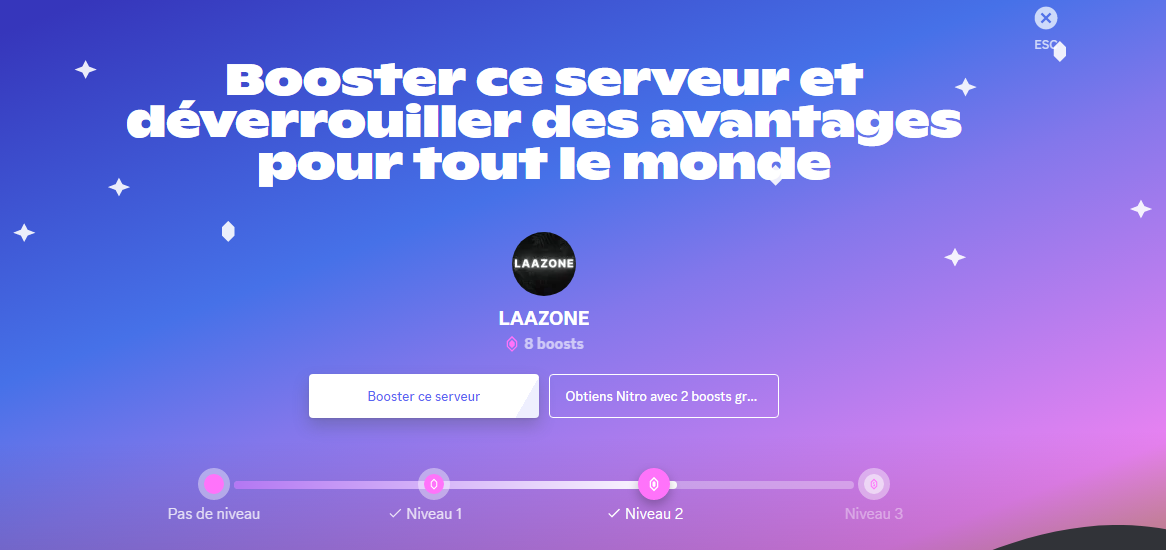 ESC
Booster ce serveur et
déverrouiller des avantages
pour tout le monde
LAAZONE
LAAZONE
8 boosts
Booster ce serveur
Obtiens Nitro avec 2 boosts gr...
Pas de niveau
Niveau 1
Niveau 2
Niveau 3